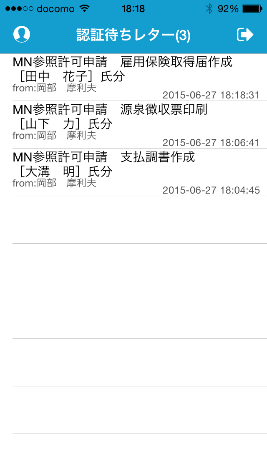 docomo 18:18 92%
認証待ちレター(3)
MN参照許可申請　雇用保険取得届作成
［田中　花子］氏分
from:岡部　摩利夫
2015-06-27 18:18:31
MN参照許可申請　源泉徴収票印刷
［山下　力］氏分
from:岡部　摩利夫
2015-06-27 18:06:41
MN参照許可申請　支払調書作成
［大溝　明］氏分
from:岡部　摩利夫
2015-06-27 18:04:45